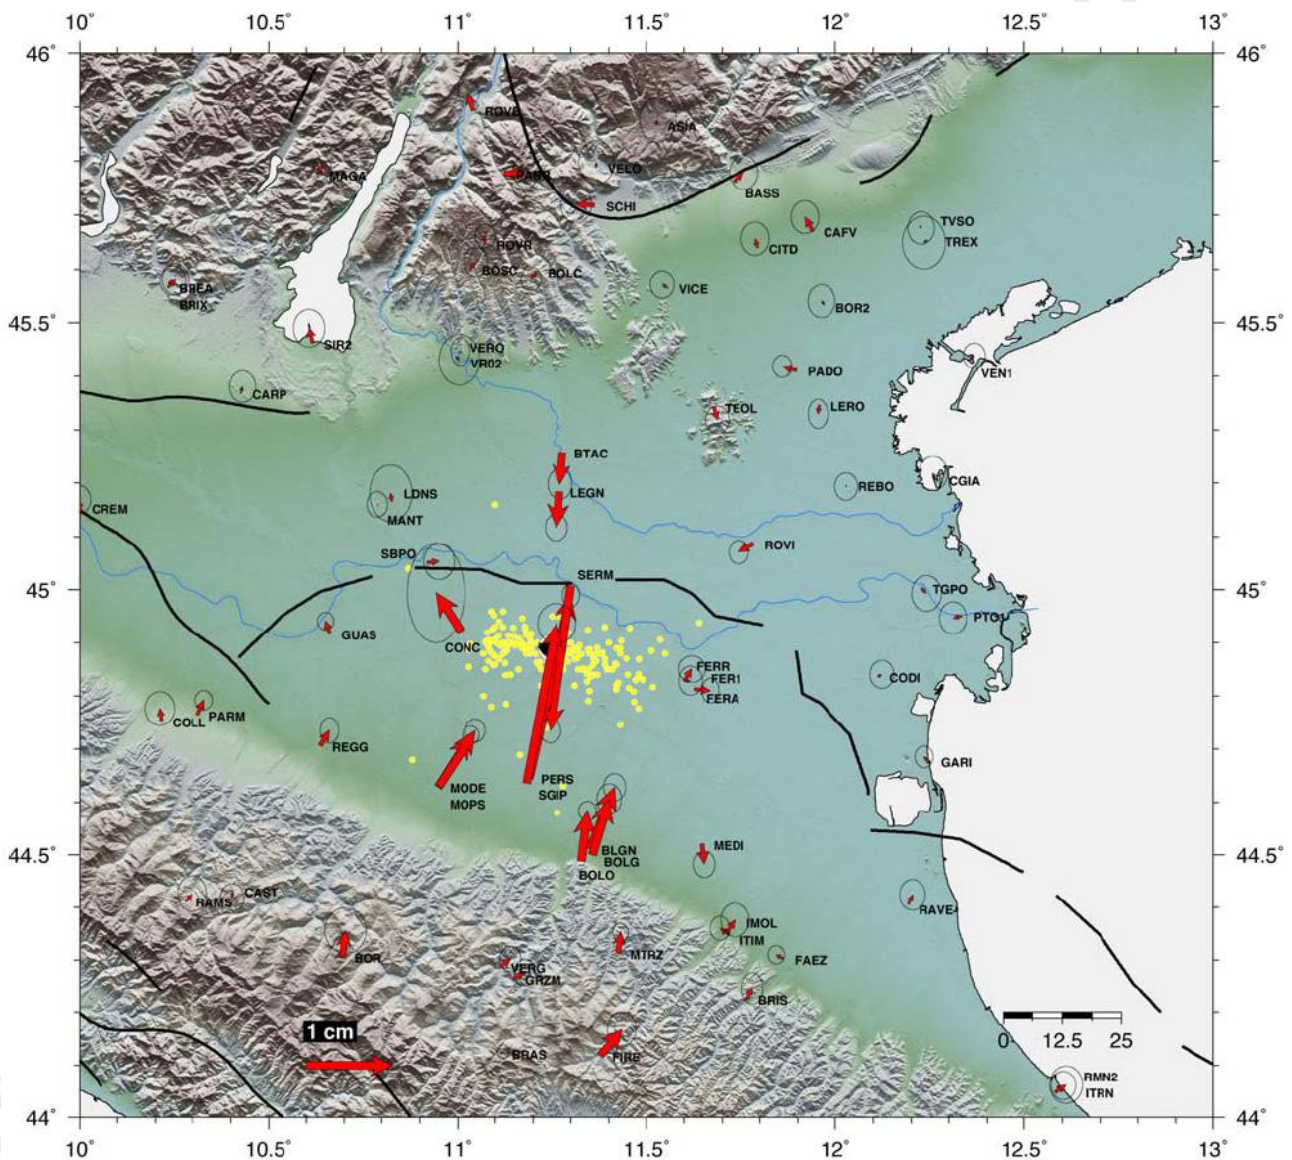 10° 10.5° 11° 11.5° 12° 12.5° 13°
46° 46°
ROVE
ASIA
MAGA PARR VELO
BASS
SCHI
TVSO
CAFV
TREX
ROVR CITD
BOSC BOLC
BREA VICE
BRIX BOR2
45.5° 45.5°
SIR2 VERO
VR02 VEN1
PADO
CARP
TEOL LERO
BTAC
CGIA
LDNS LEGN REBO
CREM MANT
SBPO ROVI
SERM
45° TGPO 45°
PTO1
GUAS CONC
FERR
FER1 CODI
FERA
COLL PARM
REGG
GARI
MODE PERS
MOPS SGIP
44.5° BLGN MEDI 44.5°
BOLG
BOLO
RAMS CAST
RAVE
IMOL
ITIM
BOR MTRZ
VERG FAEZ
GRZM
BRIS
1 cm
BRAS FIRE 0 12.5 25
RMN2
ITRN
44° 44°
10° 10.5° 11° 11.5° 12° 12.5° 13°